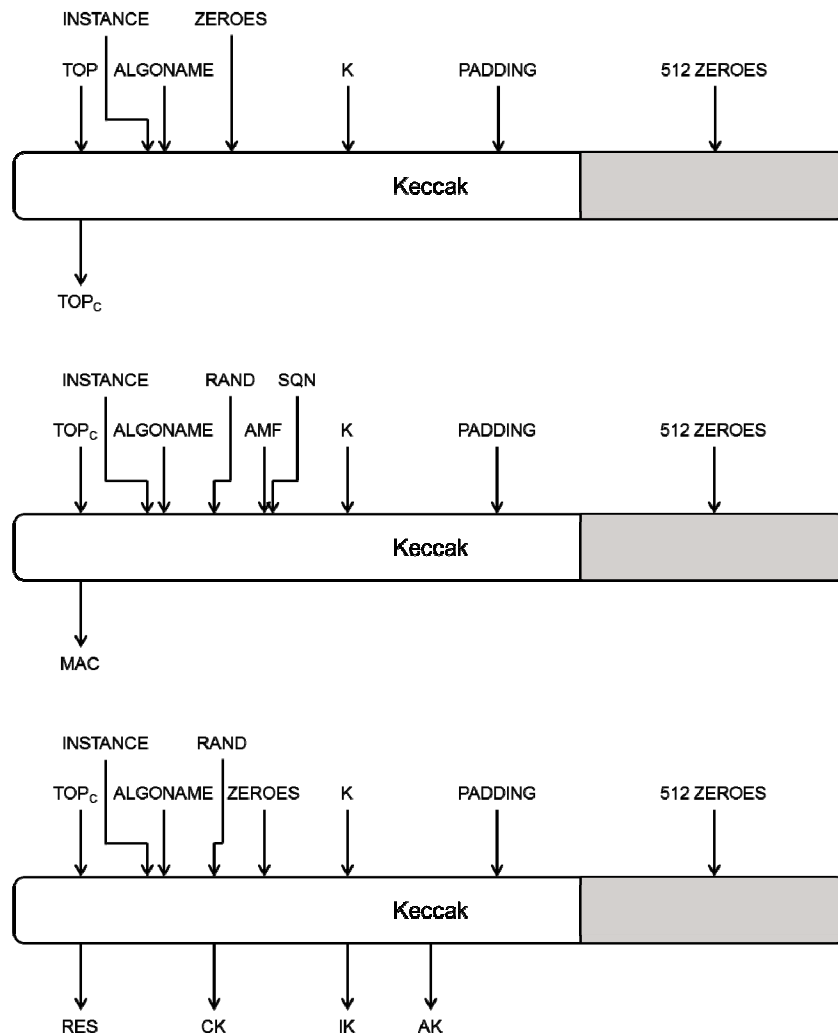 INSTANCE ZEROES
TOP ALGONAME K PADDING 512 ZEROES
Keccak
TOPC
INSTANCE RAND SQN
TOPC ALGONAME AMF K PADDING 512 ZEROES
Keccak
MAC
INSTANCE RAND
TOPC ALGONAME ZEROES K PADDING 512 ZEROES
Keccak
RES CK IK AK